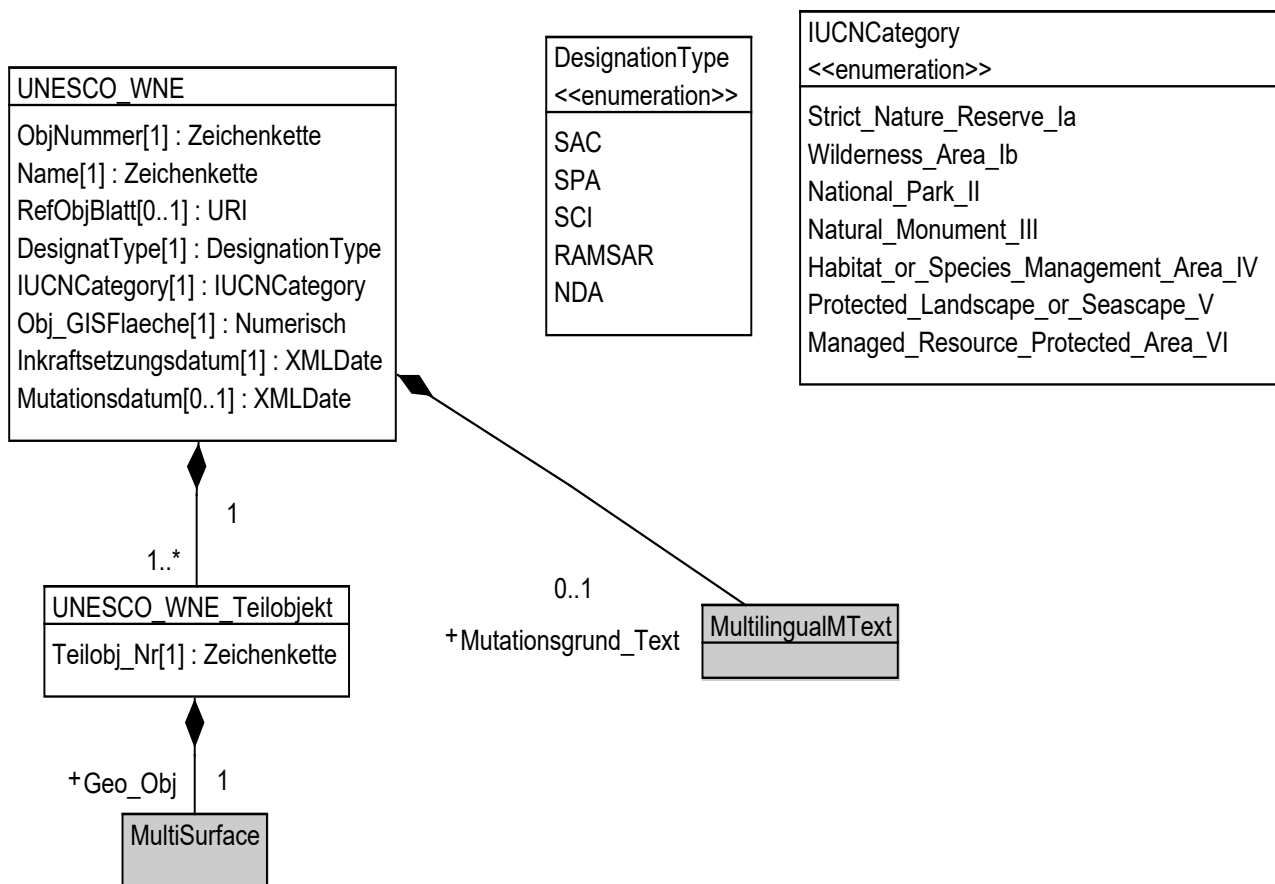 UNESCO_WNE
ObjNummer[1] : Zeichenkette
Name[1] : Zeichenkette
RefObjBlatt[0..1] : URI
DesignatType[1] : DesignationType
IUCNCategory[1] : IUCNCategory
Obj_GISFlaeche[1] : Numerisch
Inkraftsetzungsdatum[1] : XMLDate
Mutationsdatum[0..1] : XMLDate
DesignationType
<<enumeration>>
SAC
SPA
SCI
RAMSAR
NDA
IUCNCategory
<<enumeration>>
Strict_Nature_Reserve_Ia
Wilderness_Area_Ib
National_Park_II
Natural_Monument_III
Habitat_or_Species_Management_Area_IV
Protected_Landscape_or_Seascape_V
Managed_Resource_Protected_Area_VI
1
1..*
UNESCO_WNE_Teilobjekt
Teilobj_Nr[1] : Zeichenkette
0..1
+Mutationsgrund_Text
MultilingualMText
+Geo_Obj
1
MultiSurface